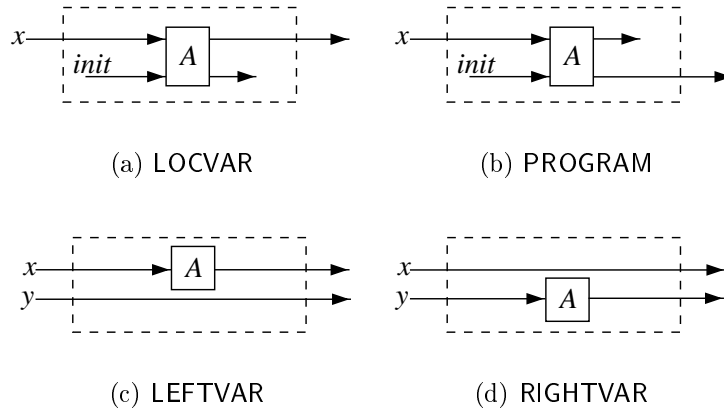 x
A
init
x
A
init
(a) LOCVAR
(b) PROGRAM
x
A
y
x
y
A
(c) LEFTVAR
(d) RIGHTVAR